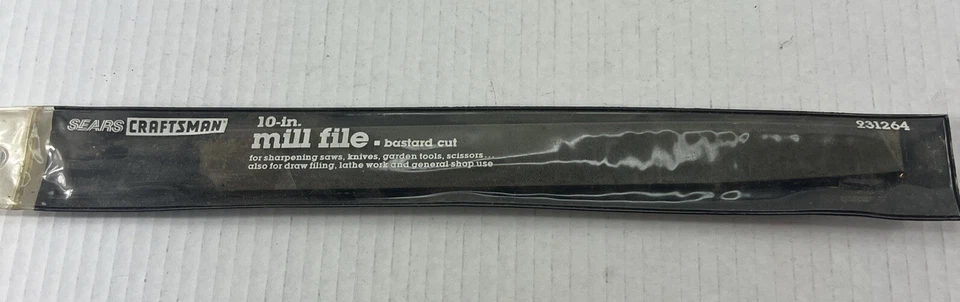 SEARS CRAFTSMAN
10-in.
mill file ▪ bastard cut
for sharpening saws, knives, garden tools, scissors...
also for draw filing, lathe work and general shop use
231264